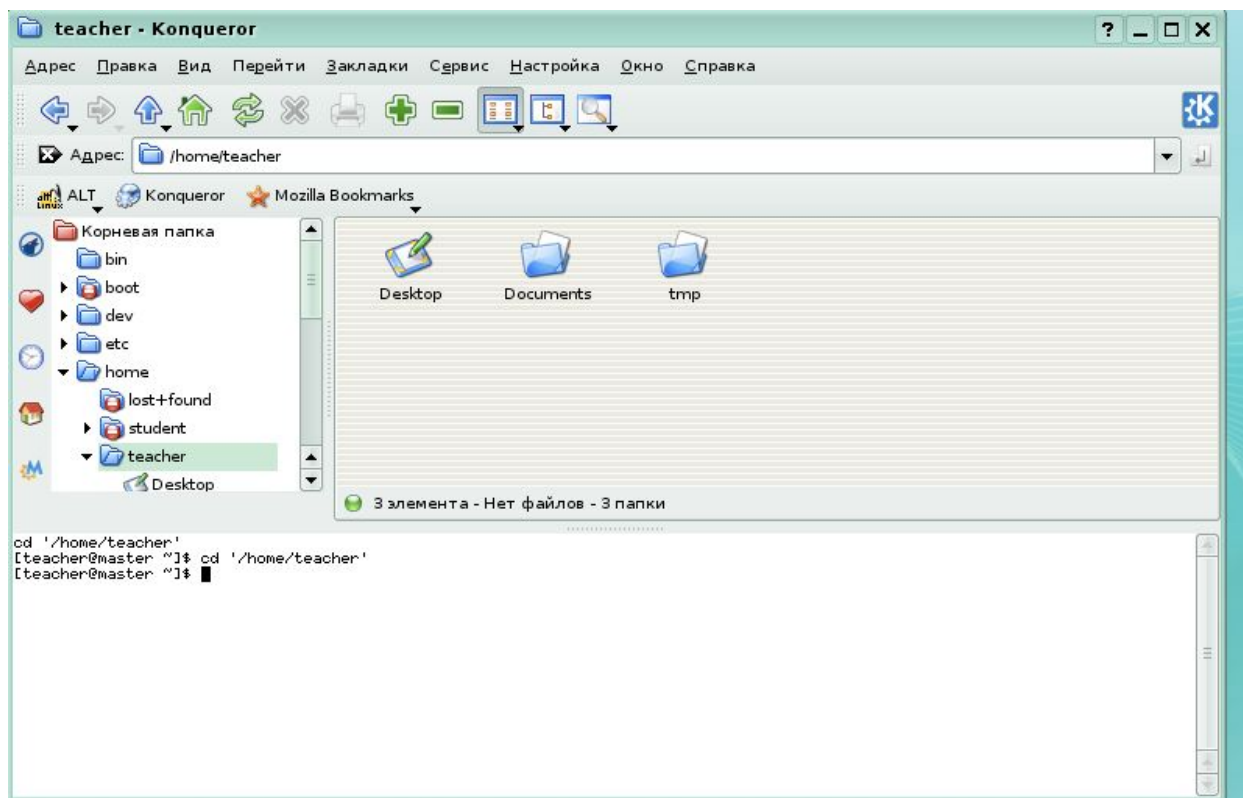 teacher - Konqueror
Адрес Правка Вид Перейти Закладки Сервис Настройка Окно Справка
Адрес: /home/teacher
ALT Konqueror Mozilla Bookmarks
Корневая папка
bin
boot
dev
etc
home
lost+found
student
teacher
Desktop
Desktop Documents tmp
3 элемента - Нет файлов - 3 папки
cd '/home/teacher'
[teacher@master ~]$ cd '/home/teacher'
[teacher@master ~]$